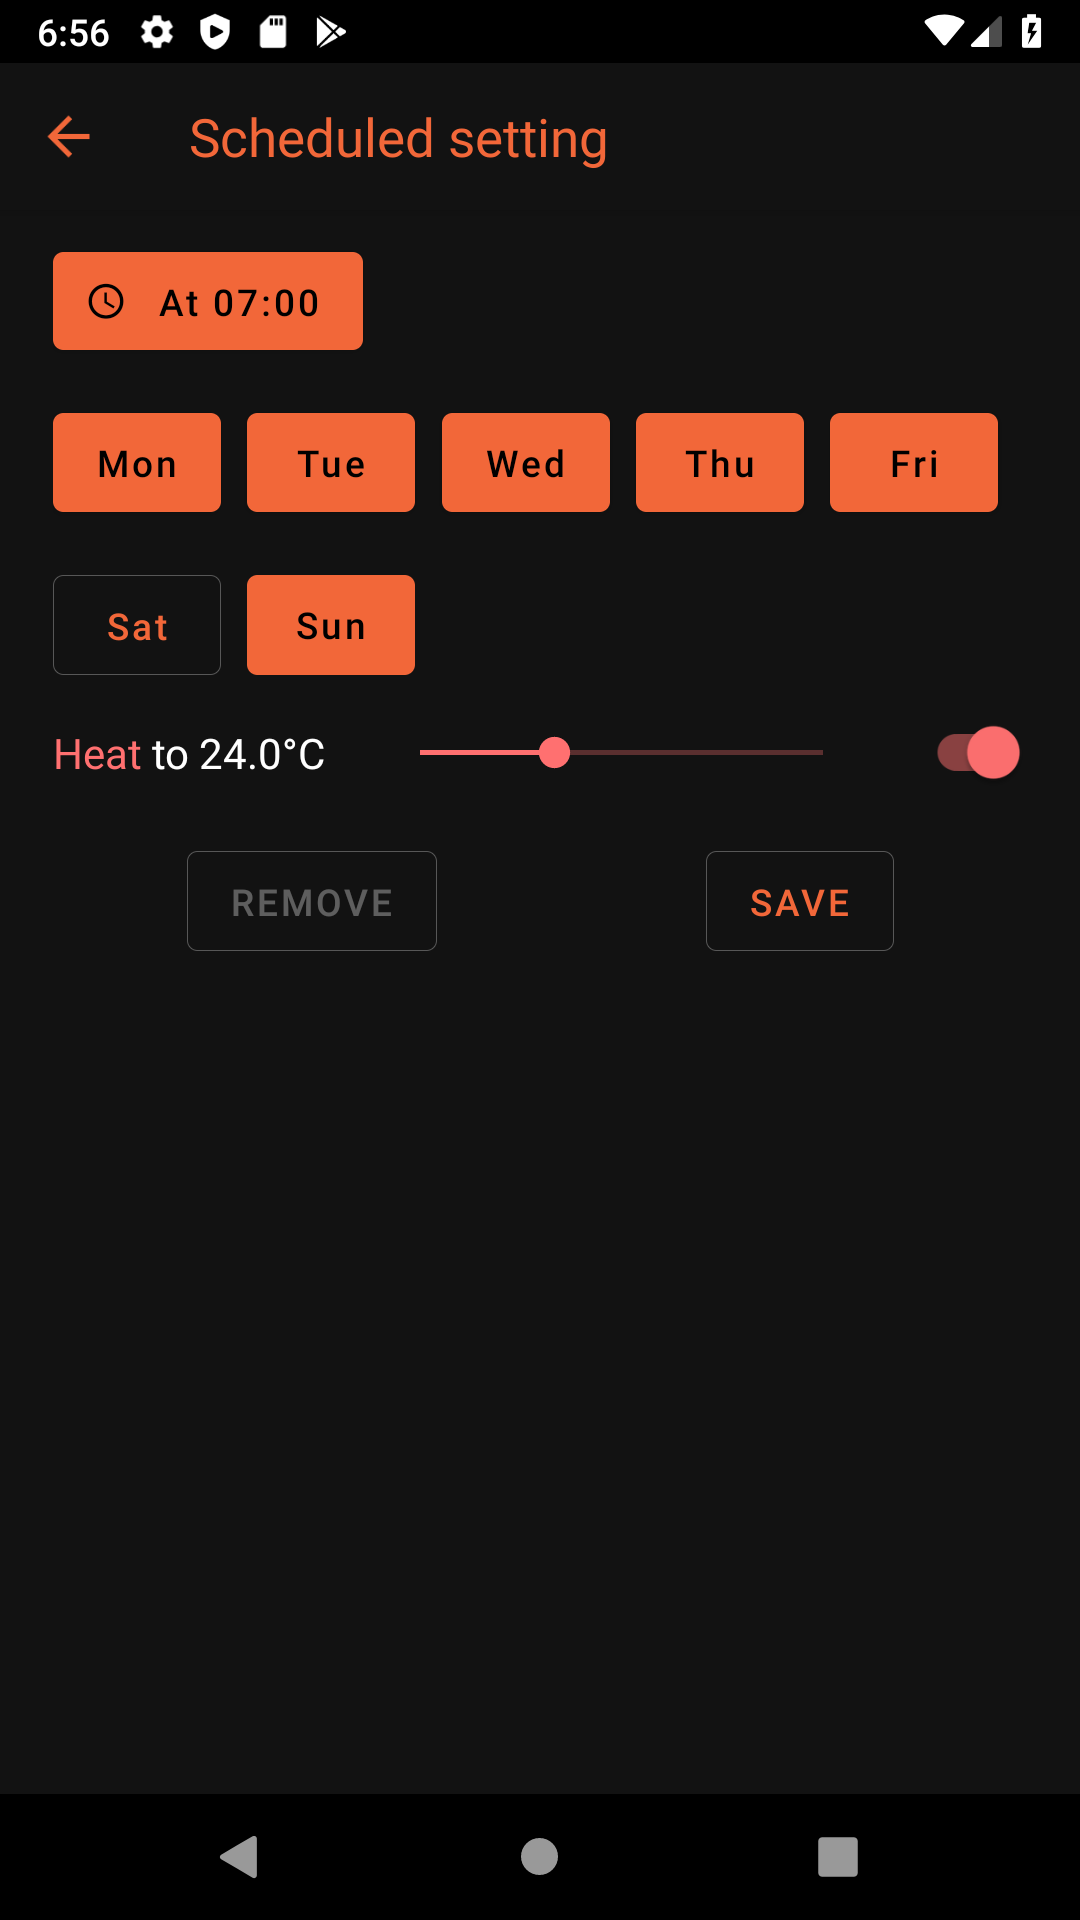 6:56
Scheduled setting
At 07:00
Mon Tue Wed Thu Fri
Sat Sun
Heat to 24.0°C
REMOVE SAVE